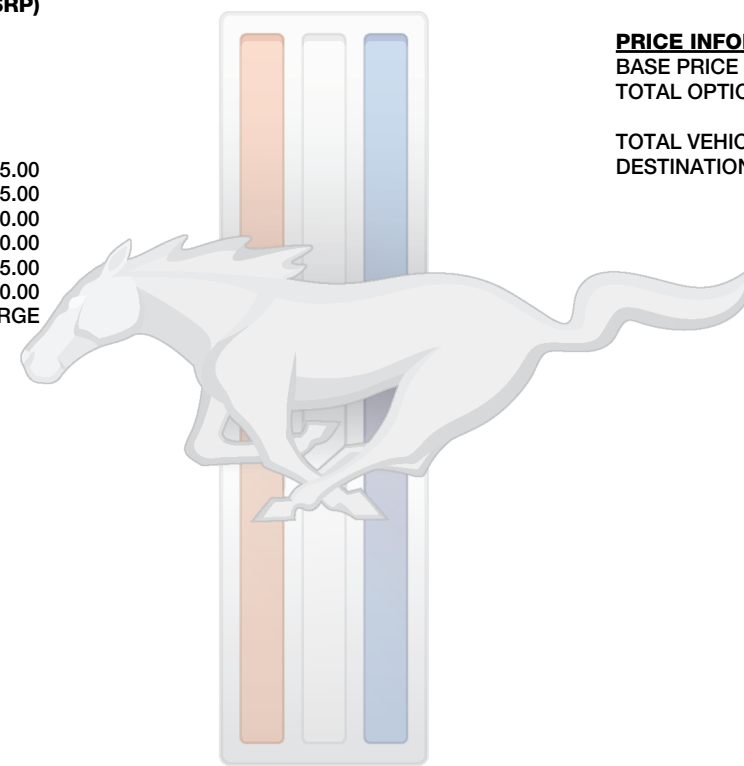 SRP)
5.00
5.00
0.00
0.00
5.00
0.00
RGE
PRICE INFO
BASE PRICE
TOTAL OPTIO
TOTAL VEHIC
DESTINATION